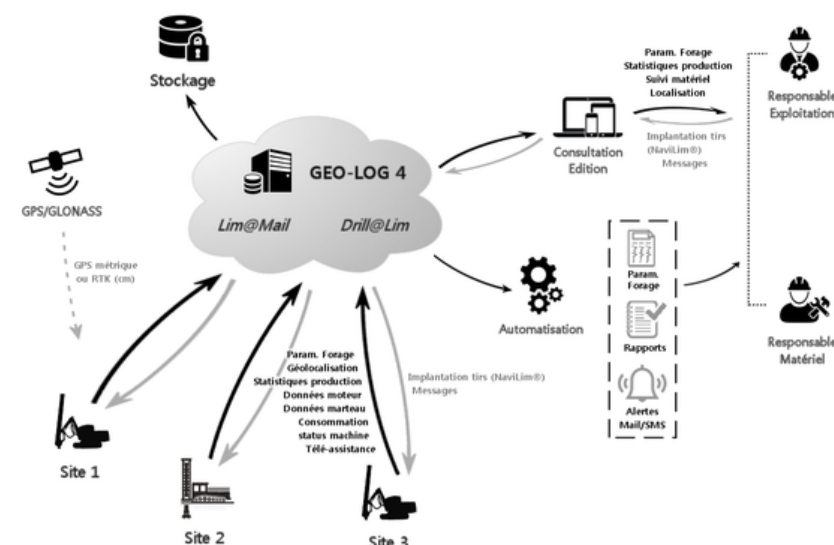 Stockage
GPS/GLONASS
GPS métrique
ou RTK (cm)
GEO-LOG 4
Lim@Mail
Drill@Lim
Consultation
Edition
Param. Forage
Statistiques production
Suivi matériel
Localisation
Implantation tirs
(NaviLim®)
Messages
Responsable
Exploitation
Automatisation
Param.
Forage
Rapports
Alertes
Mail/SMS
Responsable
Matériel
Param. Forage
Géolocalisation
Statistiques production
Données moteur
Données marteau
Consommation
status machine
Télé-assistance
Implantation tirs (NaviLim®)
Messages
Site 1
Site 2
Site 3